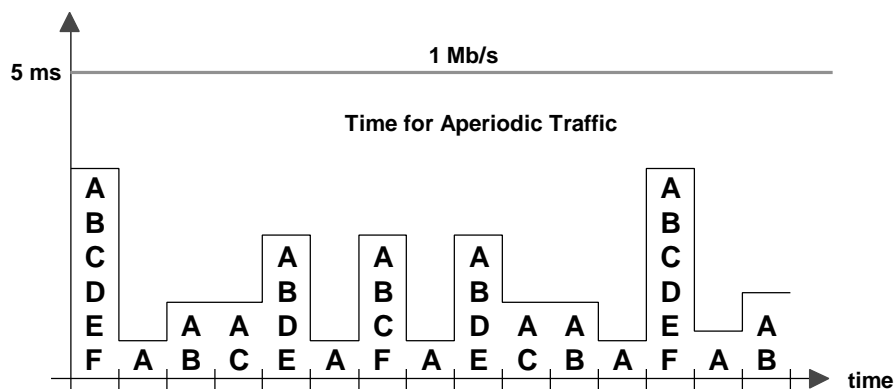 1 Mb/s
5 ms
Time for Aperiodic Traffic
A A
B B
C A A A C
D B B B D
E A A D C D A A E A
F A B C E A F A E C B A F A B
time